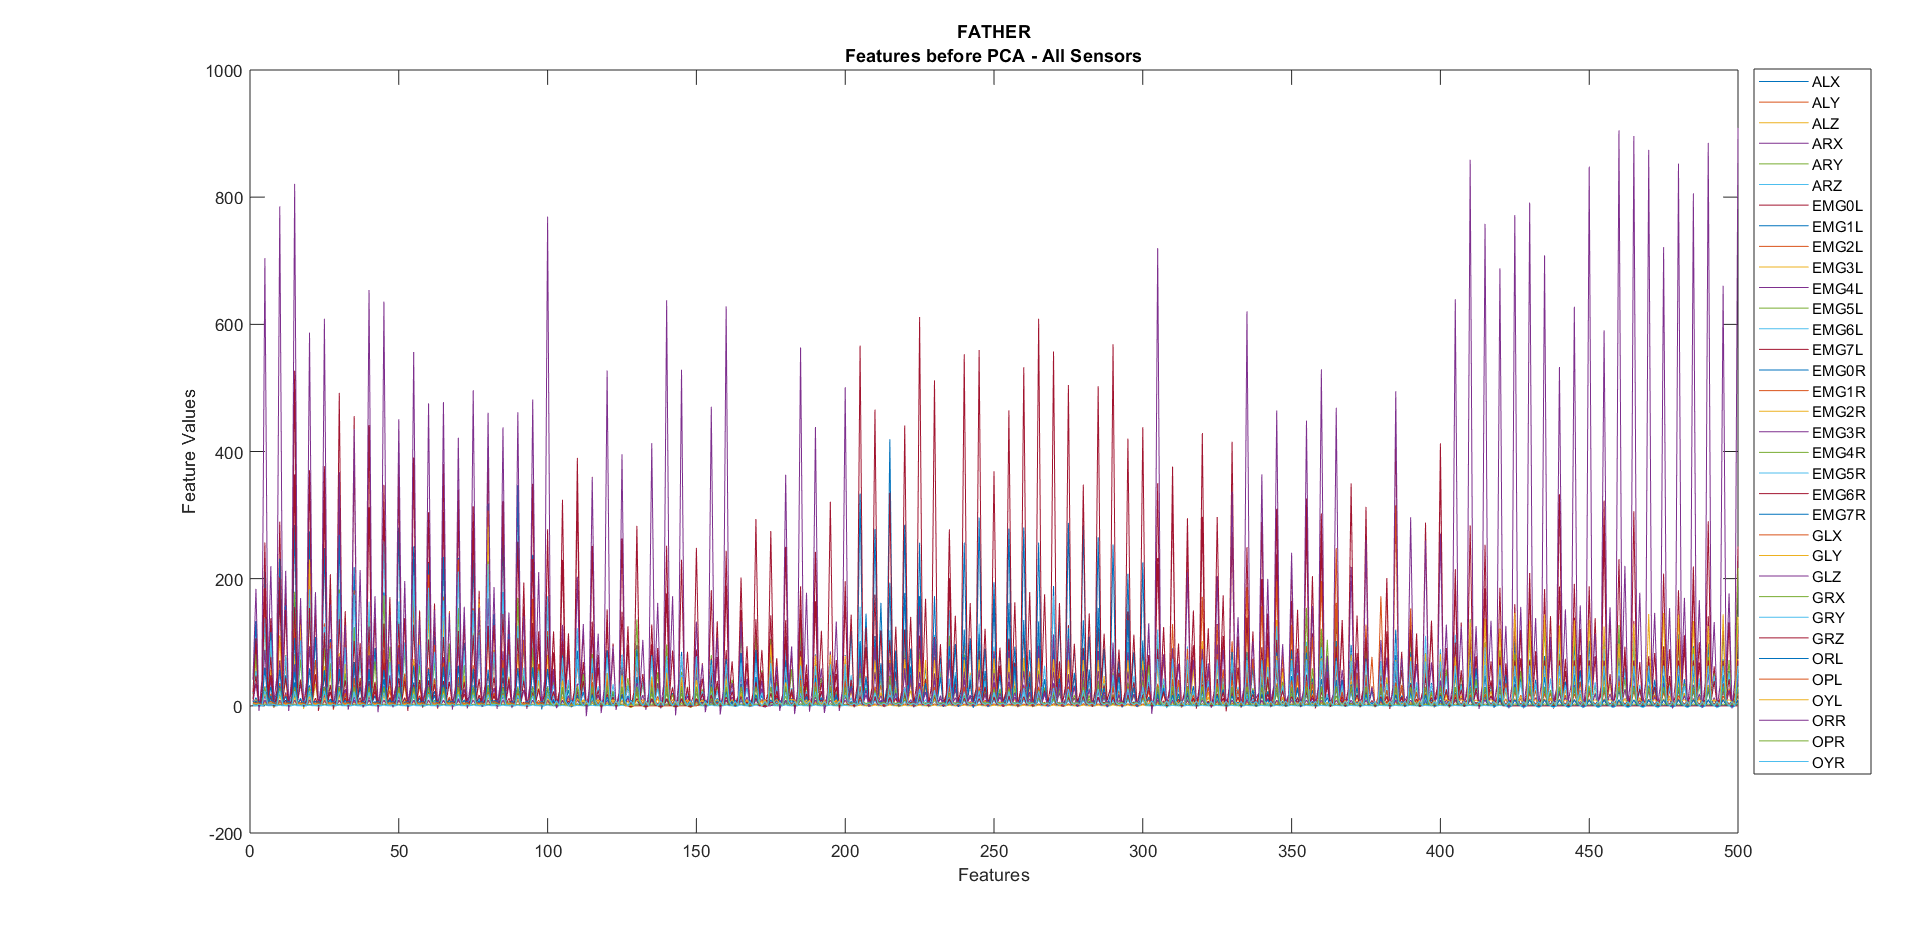 FATHER
Features before PCA - All Sensors
1000
800
600
400
200
0
-200
Feature Values
0 50 100 150 200 250 300 350 400 450 500
Features
ALX
ALY
ALZ
ARX
ARY
ARZ
EMG0L
EMG1L
EMG2L
EMG3L
EMG4L
EMG5L
EMG6L
EMG7L
EMG0R
EMG1R
EMG2R
EMG3R
EMG4R
EMG5R
EMG6R
EMG7R
GLX
GLY
GLZ
GRX
GRY
GRZ
ORL
OPL
OYL
ORR
OPR
OYR